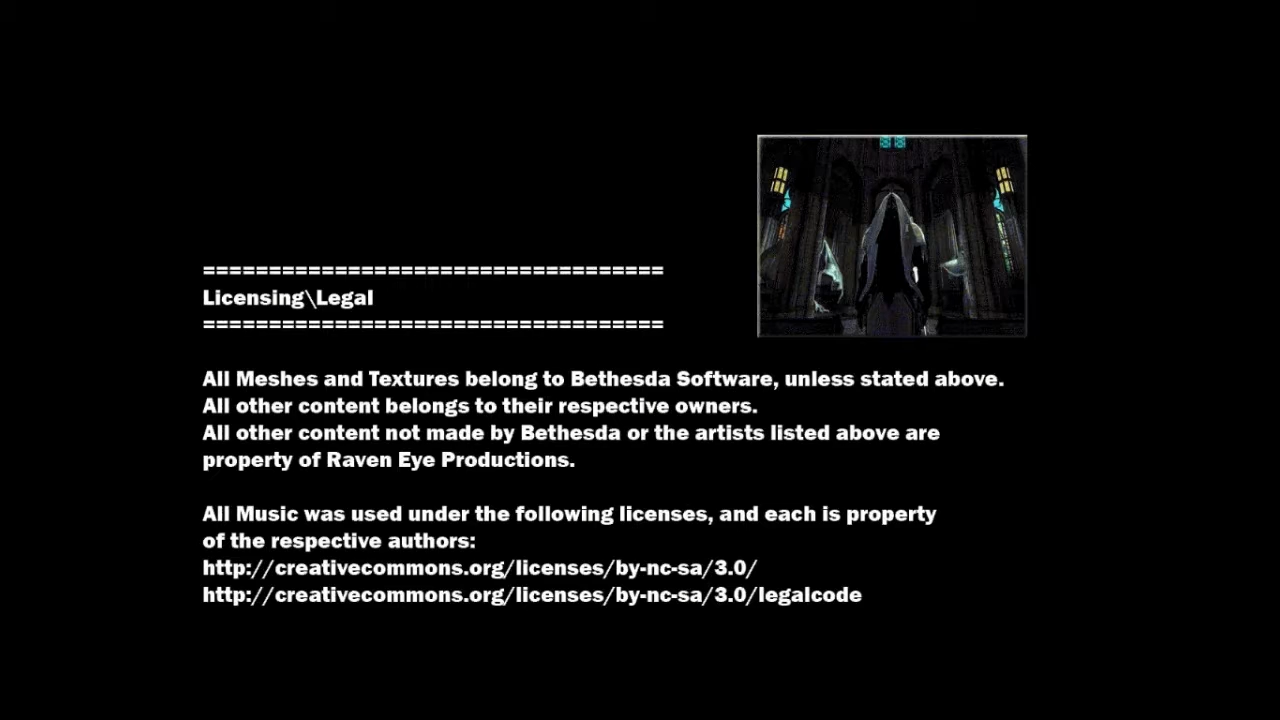 ===================================
Licensing\Legal
===================================
All Meshes and Textures belong to Bethesda Software, unless stated above.
All other content belongs to their respective owners.
All other content not made by Bethesda or the artists listed above are
property of Raven Eye Productions.
All Music was used under the following licenses, and each is property
of the respective authors:
http://creativecommons.org/licenses/by-nc-sa/3.0/
http://creativecommons.org/licenses/by-nc-sa/3.0/legalcode